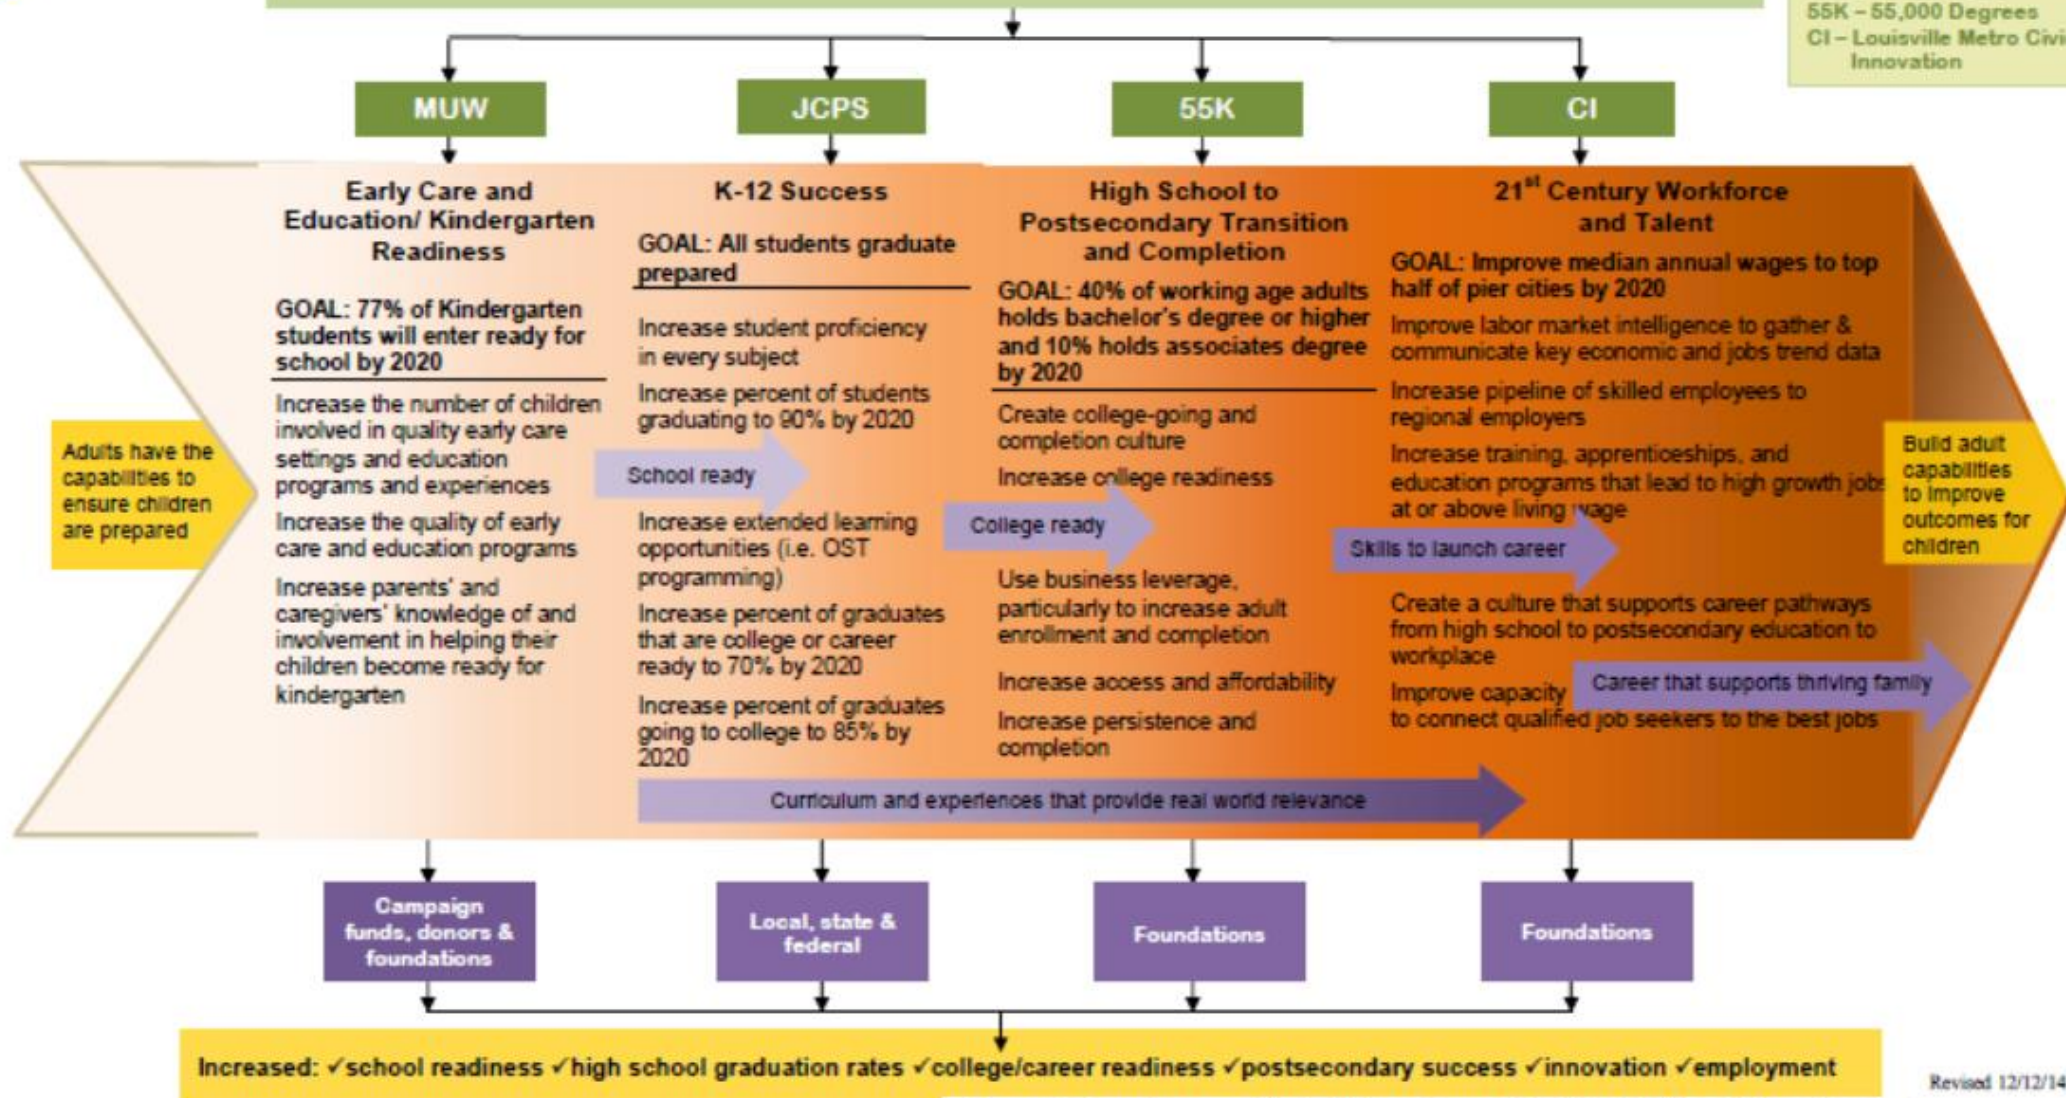 55K – 55,000 Degrees
CI – Louisville Metro Civi
Innovation
MUW
JCPS
55K
CI
Early Care and
Education/ Kindergarten
Readiness
GOAL: 77% of Kindergarten
students will enter ready for
school by 2020
Increase the number of children
involved in quality early care
settings and education
programs and experiences
Increase the quality of early
care and education programs
Increase parents' and
caregivers' knowledge of and
involvement in helping their
children become ready for
kindergarten
K-12 Success
GOAL: All students graduate
prepared
Increase student proficiency
in every subject
Increase percent of students
graduating to 90% by 2020
Increase extended learning
opportunities (i.e. OST
programming)
Increase percent of graduates
that are college or career
ready to 70% by 2020
Increase percent of graduates
going to college to 85% by
2020
High School to
Postsecondary Transition
and Completion
GOAL: 40% of working age adults
holds bachelor's degree or higher
and 10% holds associates degree
by 2020
Create college-going and
completion culture
Increase college readiness
Use business leverage,
particularly to increase adult
enrollment and completion
Increase access and affordability
Increase persistence and
completion
21st Century Workforce
and Talent
GOAL: Improve median annual wages to top
half of pier cities by 2020
Improve labor market intelligence to gather &
communicate key economic and jobs trend data
Increase pipeline of skilled employees to
regional employers
Increase training, apprenticeships, and
education programs that lead to high growth jobs
at or above living wage
Create a culture that supports career pathways
from high school to postsecondary education to
workplace
Improve capacity
to connect qualified job seekers to the best jobs
Adults have the
capabilities to
ensure children
are prepared
School ready
College ready
Skills to launch career
Career that supports thriving family
Build adult
capabilities
to improve
outcomes for
children
Curriculum and experiences that provide real world relevance
Campaign
funds, donors &
foundations
Local, state &
federal
Foundations
Foundations
Increased: ✓school readiness ✓high school graduation rates ✓college/career readiness ✓postsecondary success ✓innovation ✓employment
Revised 12/12/14